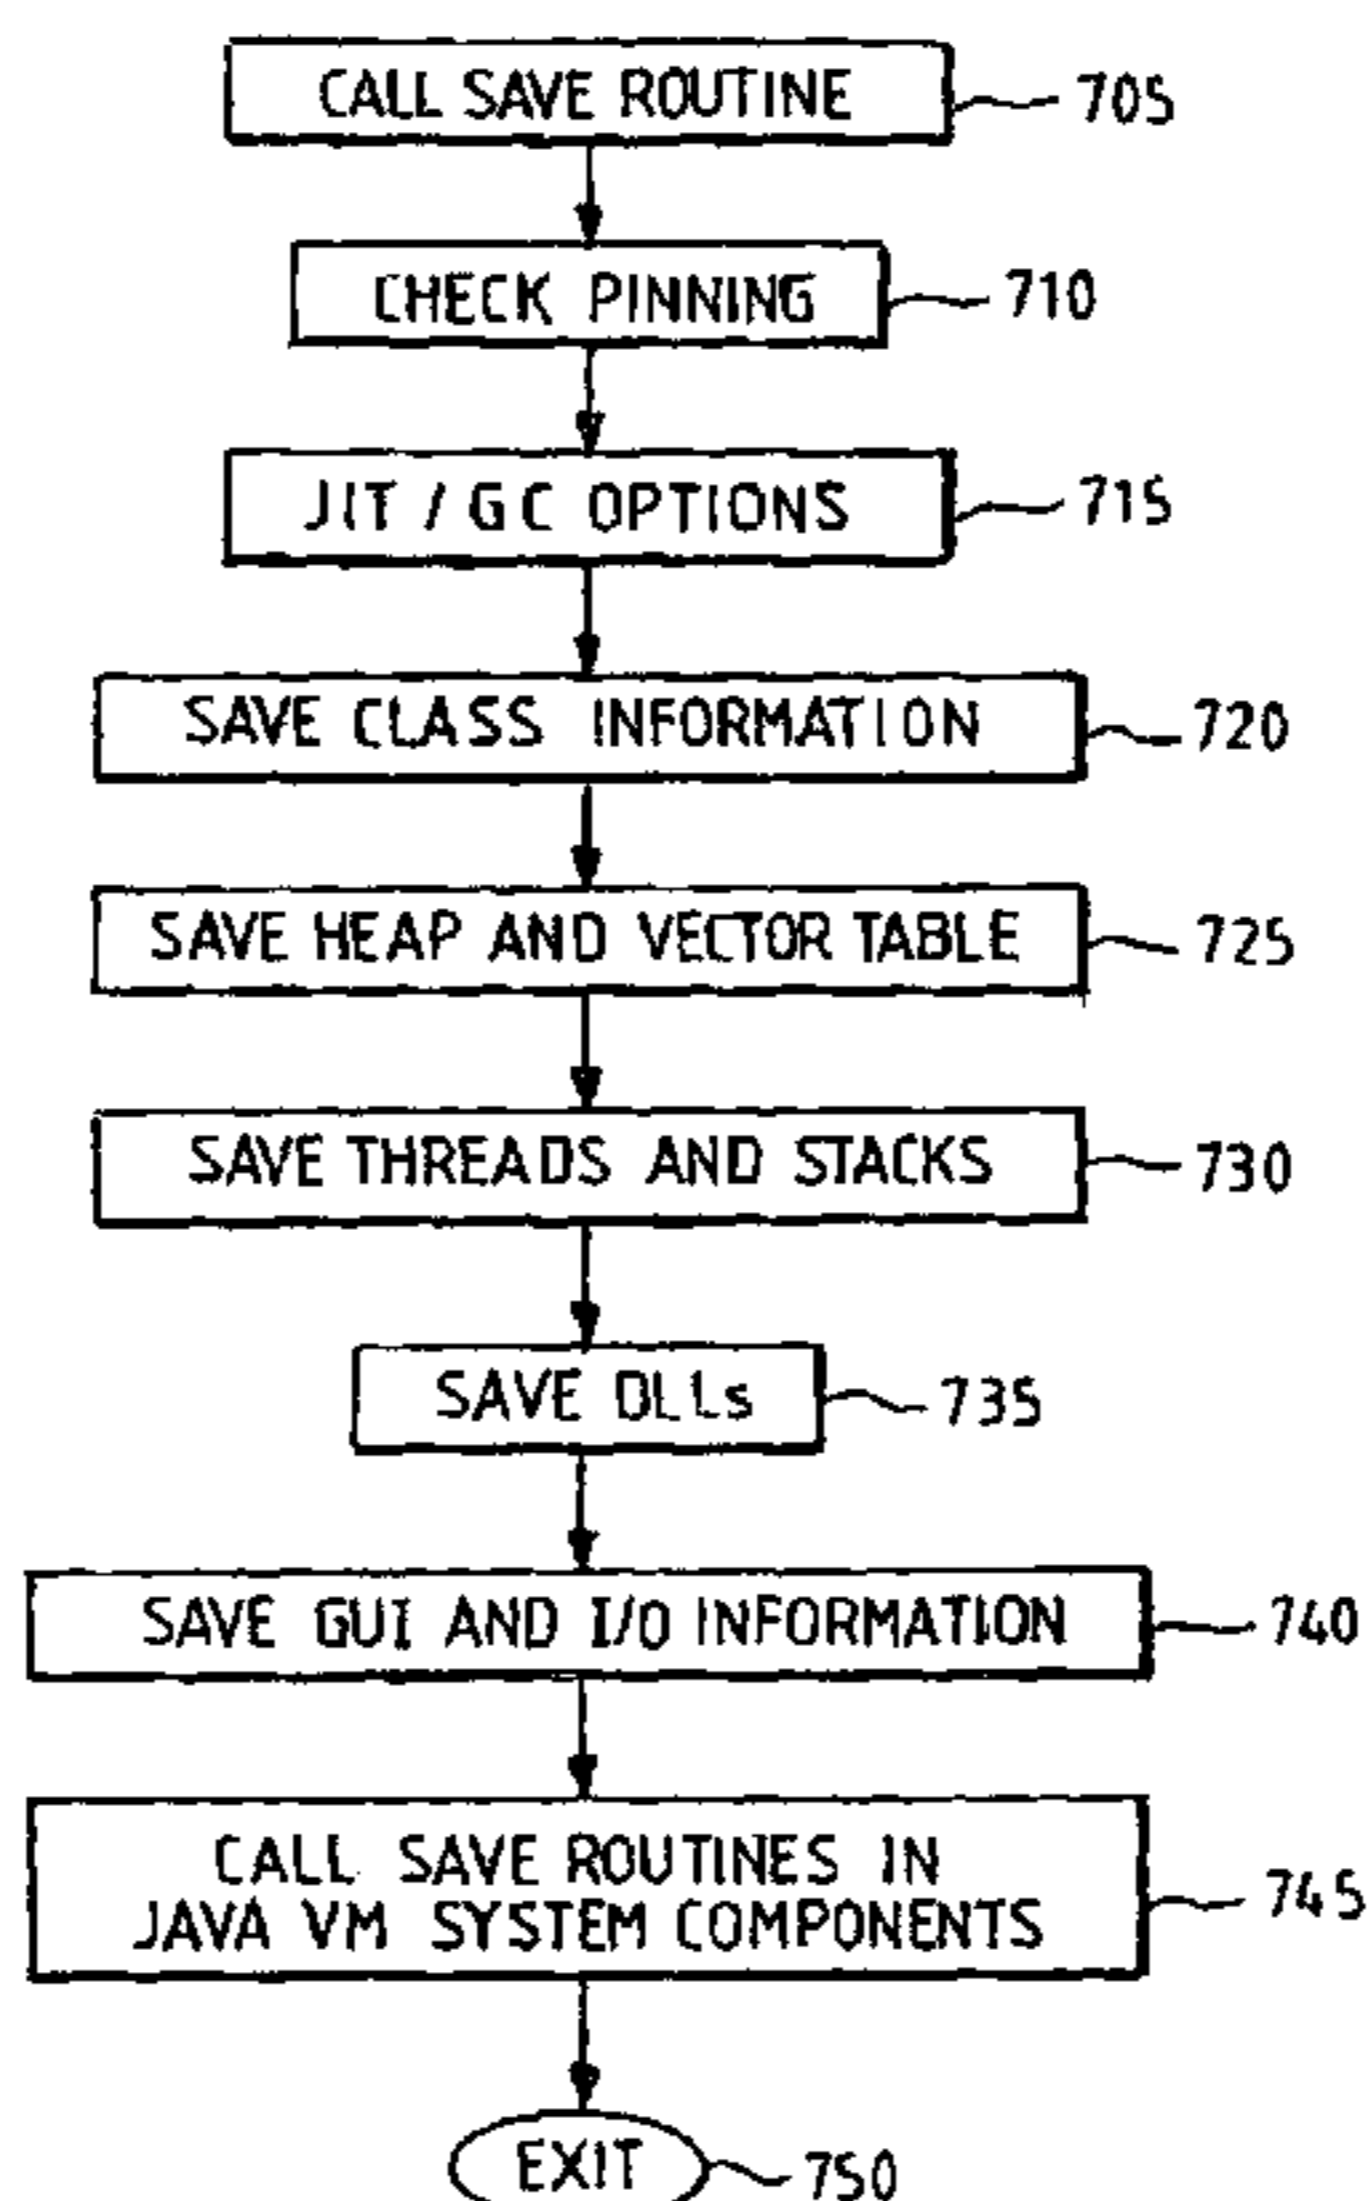 CALL SAVE ROUTINE
705
CHECK PINNING
710
JIT / GC OPTIONS
715
SAVE CLASS INFORMATION
720
SAVE HEAP AND VECTOR TABLE
725
SAVE THREADS AND STACKS
730
SAVE DLLs
735
SAVE GUI AND I/O INFORMATION
740
CALL SAVE ROUTINES IN
JAVA VM SYSTEM COMPONENTS
745
EXIT
750